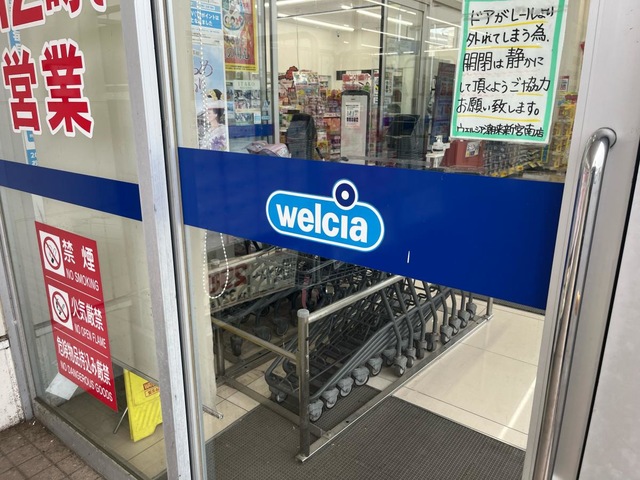 営業
禁煙
NO SMOKING
火気厳禁
NO OPEN FLAME
危険物品持込み厳禁
NO DANGEROUS GOODS
welcia
ドアがレールより
外れてしまう為、
開閉は静かに
して頂ようご協力
お願い致します。